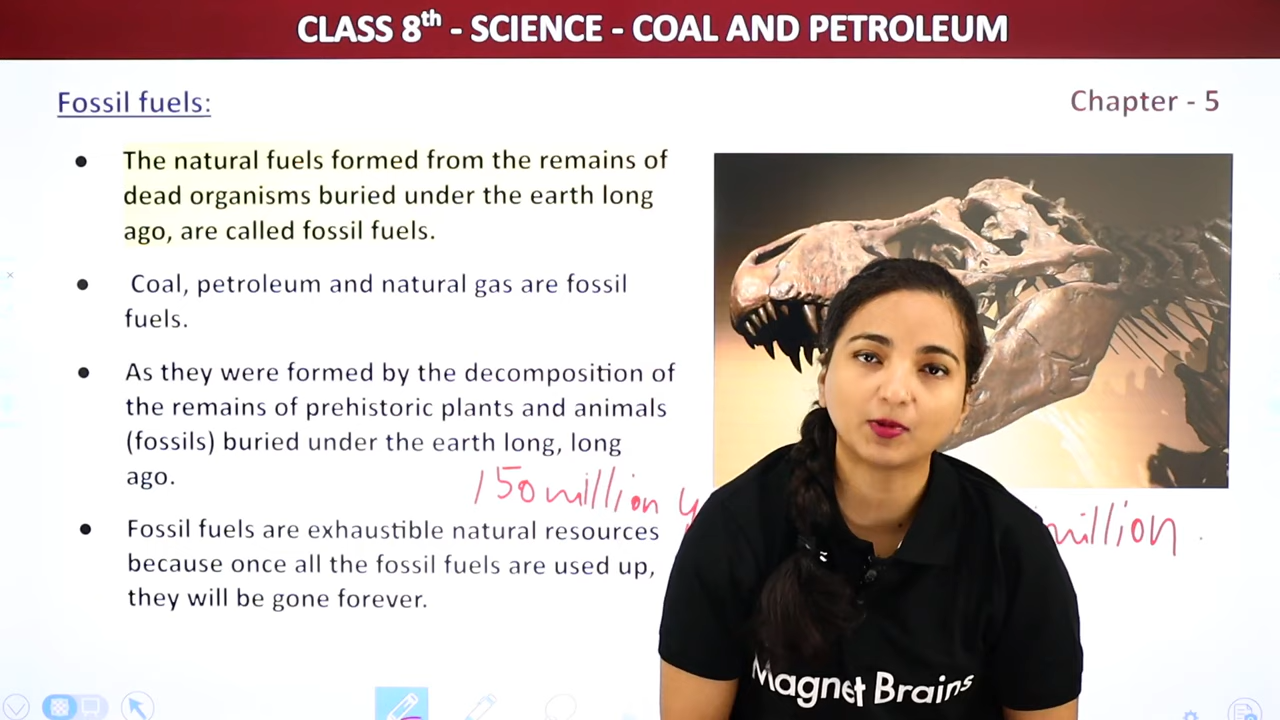 CLASS 8th - SCIENCE - COAL AND PETROLEUM
Fossil fuels:
Chapter - 5
● The natural fuels formed from the remains of
dead organisms buried under the earth long
ago, are called fossil fuels.
● Coal, petroleum and natural gas are fossil
fuels.
● As they were formed by the decomposition of
the remains of prehistoric plants and animals
(fossils) buried under the earth long, long
ago.
150 million y
million
● Fossil fuels are exhaustible natural resources
because once all the fossil fuels are used up,
they will be gone forever.
Magnet Brains